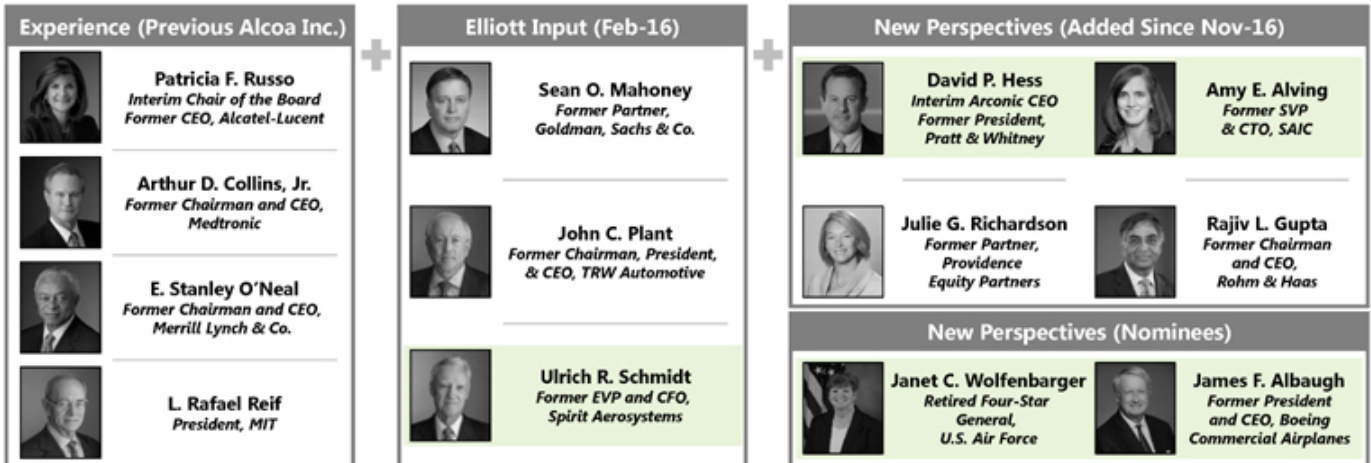 Experience (Previous Alcoa Inc.)
Patricia F. Russo
Interim Chair of the Board
Former CEO, Alcatel-Lucent
Arthur D. Collins, Jr.
Former Chairman and CEO,
Medtronic
E. Stanley O’Neal
Former Chairman and CEO,
Merrill Lynch & Co.
L. Rafael Reif
President, MIT
Elliott Input (Feb-16)
Sean O. Mahoney
Former Partner,
Goldman, Sachs & Co.
John C. Plant
Former Chairman, President,
& CEO, TRW Automotive
Ulrich R. Schmidt
Former EVP and CFO,
Spirit Aerosystems
New Perspectives (Added Since Nov-16)
David P. Hess
Interim Arconic CEO
Former President,
Pratt & Whitney
Amy E. Alving
Former SVP
& CTO, SAIC
Julie G. Richardson
Former Partner,
Providence
Equity Partners
Rajiv L. Gupta
Former Chairman
and CEO,
Rohm & Haas
New Perspectives (Nominees)
Janet C. Wolfenbarger
Retired Four-Star
General,
U.S. Air Force
James F. Albaugh
Former President
and CEO, Boeing
Commercial Airplanes